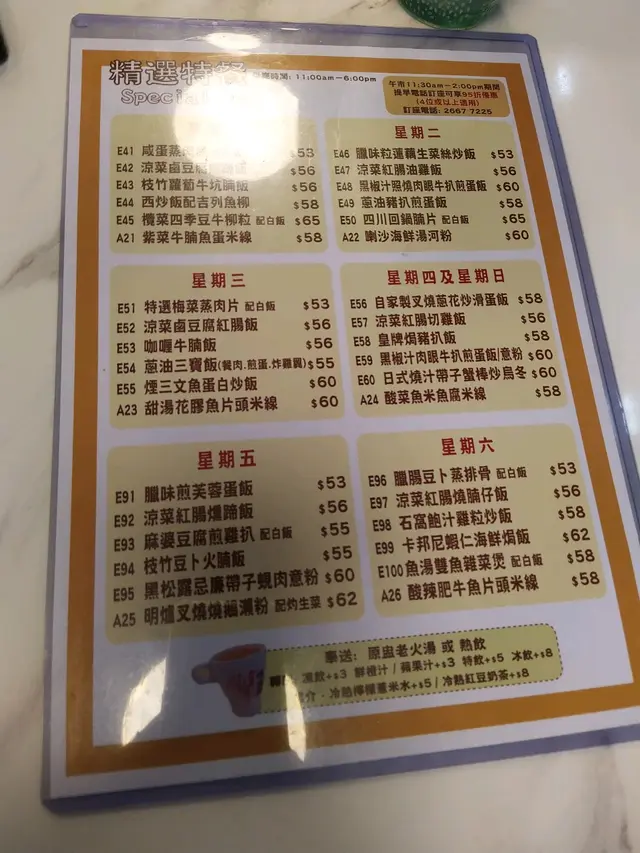 精選特餐
時間: 11:00am－6:00pm
Special
午市11:30am－2:00pm期間
提早電話訂座可享95折優惠
(4位或以上適用)
訂座電話: 2667 7225
E41 咸蛋蒸 $53
E42 涼菜鹵豆 $56
E43 枝竹蘿蔔牛坑腩飯 $56
E44 西炒飯配吉列魚柳 $58
E45 欖菜四季豆牛柳粒 配白飯 $65
A21 紫菜牛腩魚蛋米線 $58
星期二
E46 臘味粒蓮藕生菜絲炒飯 $53
E47 涼菜紅腸油雞飯 $56
E48 黑椒汁照燒肉眼牛扒煎蛋飯 $60
E49 蔥油豬扒煎蛋飯 $58
E50 四川回鍋腩片 配白飯 $65
A22 喇沙海鮮湯河粉 $60
星期三
E51 特選梅菜蒸肉片 配白飯 $53
E52 涼菜鹵豆腐紅腸飯 $56
E53 咖喱牛腩飯 $56
E54 蔥油三寶飯(餐肉.煎蛋.炸雞翼) $55
E55 煙三文魚蛋白炒飯 $60
A23 甜湯花膠魚片頭米線 $60
星期四及星期日
E56 自家製叉燒蔥花炒滑蛋飯 $58
E57 涼菜紅腸切雞飯 $56
E58 皇牌焗豬扒飯 $58
E59 黑椒汁肉眼牛扒煎蛋飯/意粉 $60
E60 日式燒汁帶子蟹棒炒烏冬 $60
A24 酸菜魚米魚腐米線 $58
星期五
E91 臘味煎芙蓉蛋飯 $53
E92 涼菜紅腸燻蹄飯 $56
E93 麻婆豆腐煎雞扒 配白飯 $55
E94 枝竹豆卜火腩飯 $55
E95 黑松露忌廉帶子蜆肉意粉 $60
A25 明爐叉燒燒 瀨粉 配灼生菜 $62
星期六
E96 臘腸豆卜蒸排骨 配白飯 $53
E97 涼菜紅腸燒腩仔飯 $56
E98 石窩鮑汁雞粒炒飯 $58
E99 卡邦尼蝦仁海鮮焗飯 $62
E100 魚湯雙魚雜菜煲 配白飯 $58
A26 酸辣肥牛魚片頭米線 $58
奉送: 原盅老火湯 或 熱飲
凍飲+$3 鮮橙汁 / 蘋果汁+$3 特飲+$5 冰飲+$8
介 · 冷熱檸檬薏米水+$5 / 冷熱紅豆奶茶+$8